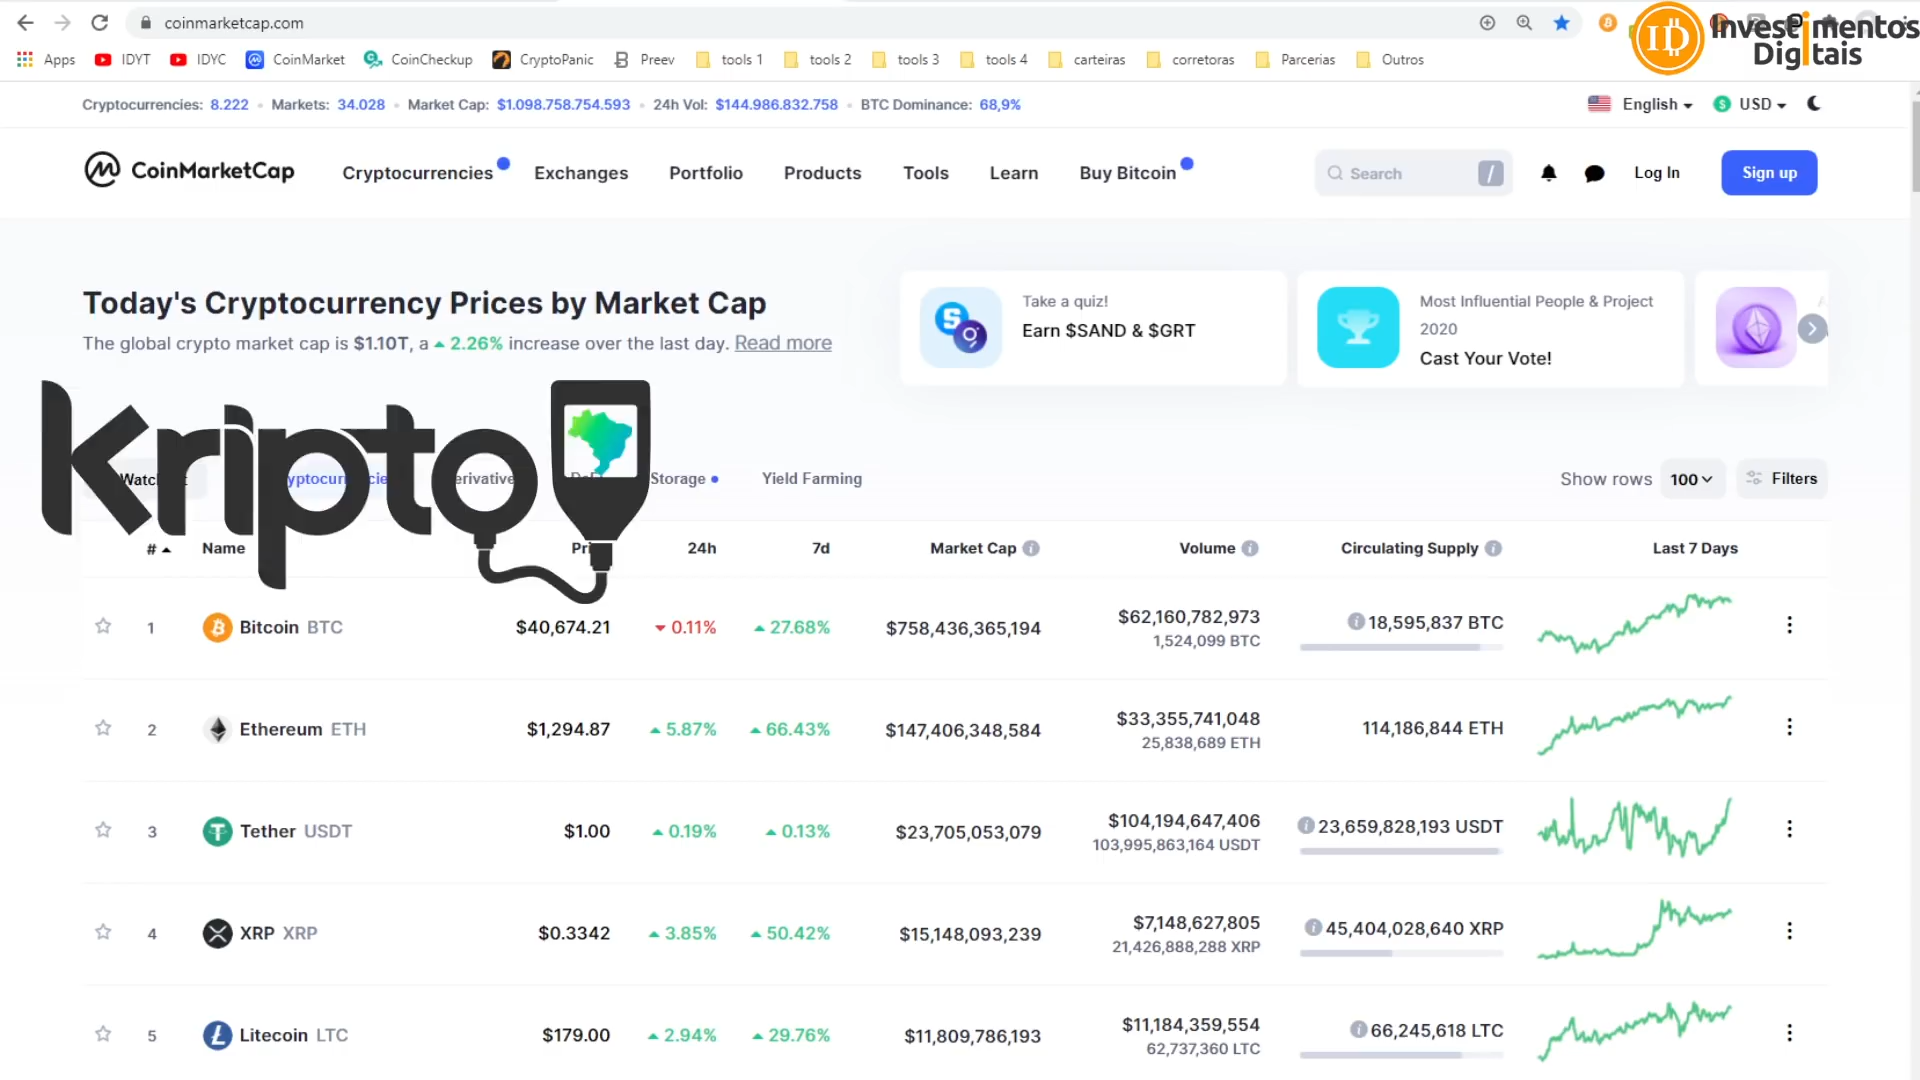 coinmarketcap.com
Apps IDYT IDYC CoinMarket CoinCheckup CryptoPanic Preev tools 1 tools 2 tools 3 tools 4 carteiras corretoras Parcerias Outros
ID Investimentos Digitais
Cryptocurrencies: 8.222 • Markets: 34.028 • Market Cap: $1.098.758.754.593 • 24h Vol: $144.986.832.758 • BTC Dominance: 68,9%
English $ USD
CoinMarketCap Cryptocurrencies Exchanges Portfolio Products Tools Learn Buy Bitcoin Search / Log In Sign up
Today's Cryptocurrency Prices by Market Cap
The global crypto market cap is $1.10T, a 2.26% increase over the last day. Read more
Take a quiz!
Earn $SAND & $GRT
Most Influential People & Project
2020
Cast Your Vote!
kripto
Storage • Yield Farming Show rows 100 Filters
# Name 24h 7d Market Cap Volume Circulating Supply Last 7 Days
1 Bitcoin BTC $40,674.21 0.11% 27.68% $758,436,365,194 $62,160,782,973 18,595,837 BTC
1,524,099 BTC
2 Ethereum ETH $1,294.87 5.87% 66.43% $147,406,348,584 $33,355,741,048 114,186,844 ETH
25,838,689 ETH
3 Tether USDT $1.00 0.19% 0.13% $23,705,053,079 $104,194,647,406 23,659,828,193 USDT
103,995,863,164 USDT
4 XRP XRP $0.3342 3.85% 50.42% $15,148,093,239 $7,148,627,805 45,404,028,640 XRP
21,426,888,288 XRP
5 Litecoin LTC $179.00 2.94% 29.76% $11,809,786,193 $11,184,359,554 66,245,618 LTC
62,737,360 LTC